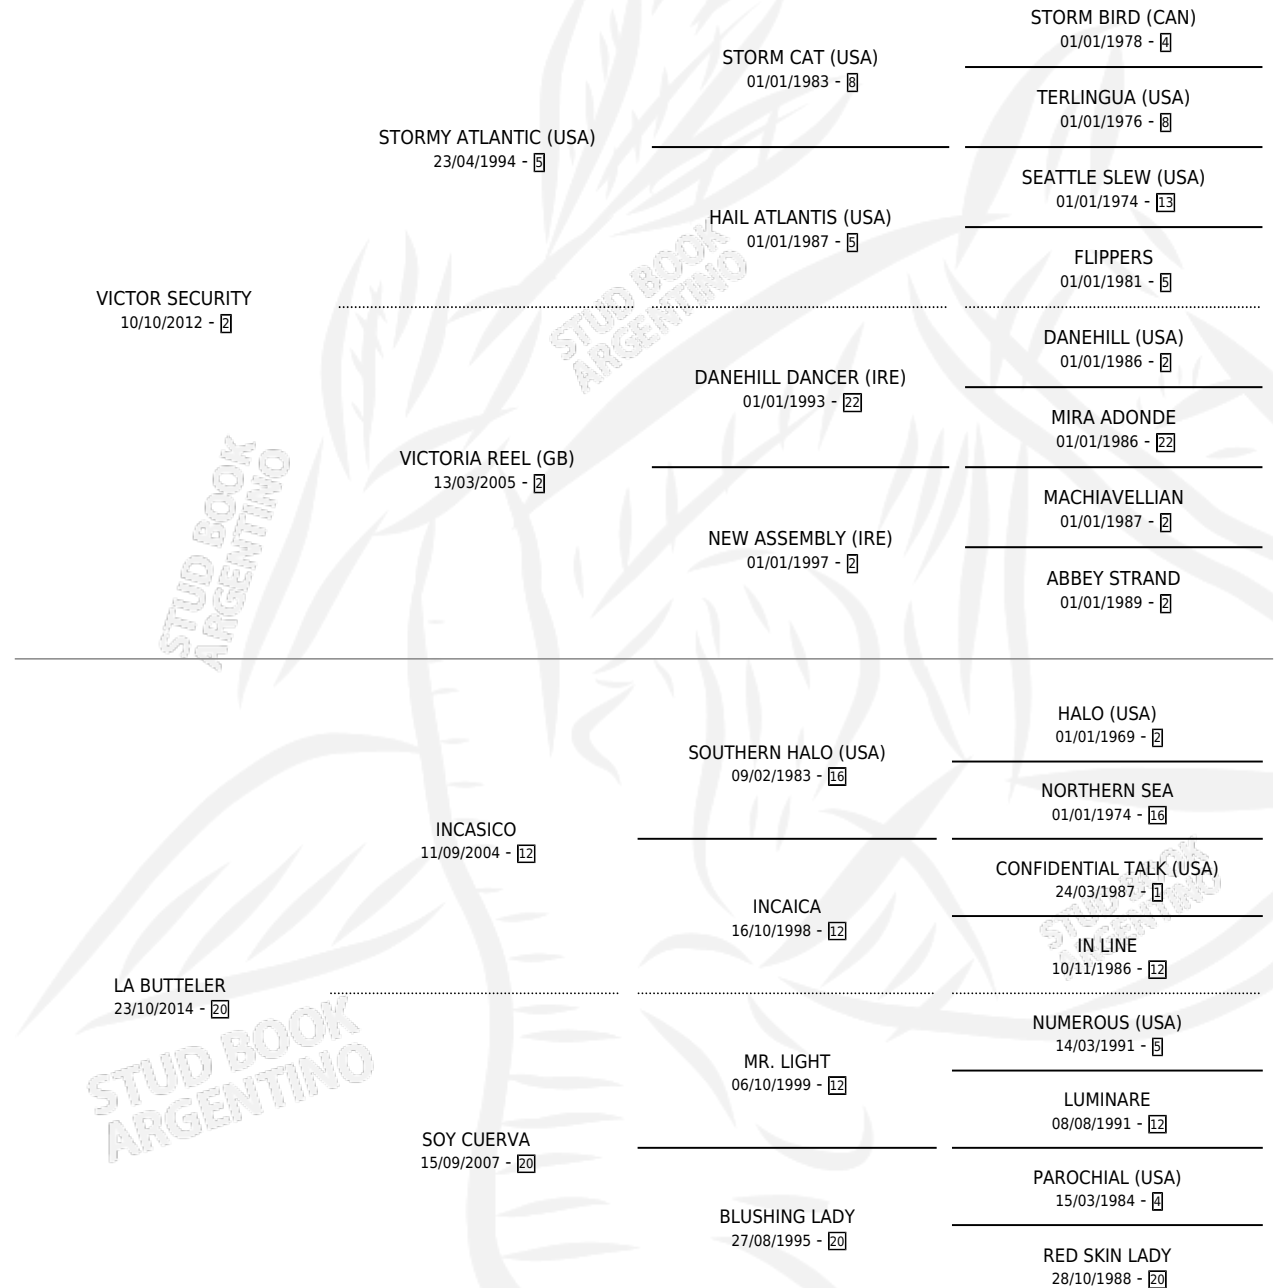 STORM BIRD (CAN)
01/01/1978 - 4
STORM CAT (USA)
01/01/1983 - 8
TERLINGUA (USA)
01/01/1976 - 8
STORMY ATLANTIC (USA)
23/04/1994 - 5
SEATTLE SLEW (USA)
01/01/1974 - 13
HAIL ATLANTIS (USA)
01/01/1987 - 5
FLIPPERS
01/01/1981 - 5
VICTOR SECURITY
10/10/2012 - 2
STUD BOOK
ARGENTINO
DANEHILL (USA)
01/01/1986 - 2
DANEHILL DANCER (IRE)
01/01/1993 - 22
MIRA ADONDE
01/01/1986 - 22
VICTORIA REEL (GB)
13/03/2005 - 2
MACHIAVELLIAN
01/01/1987 - 2
NEW ASSEMBLY (IRE)
01/01/1997 - 2
ABBEY STRAND
01/01/1989 - 2
STUD BOOK
ARGENTINO
HALO (USA)
01/01/1969 - 2
SOUTHERN HALO (USA)
09/02/1983 - 16
NORTHERN SEA
01/01/1974 - 16
INCASICO
11/09/2004 - 12
CONFIDENTIAL TALK (USA)
24/03/1987 - 1
INCAICA
16/10/1998 - 12
STUD BOOK
ARGENTINO
IN LINE
10/11/1986 - 12
LA BUTTELER
23/10/2014 - 20
STUD BOOK
ARGENTINO
NUMEROUS (USA)
14/03/1991 - 5
MR. LIGHT
06/10/1999 - 12
LUMINARE
08/08/1991 - 12
SOY CUERVA
15/09/2007 - 20
PAROCHIAL (USA)
15/03/1984 - 4
BLUSHING LADY
27/08/1995 - 20
RED SKIN LADY
28/10/1988 - 20